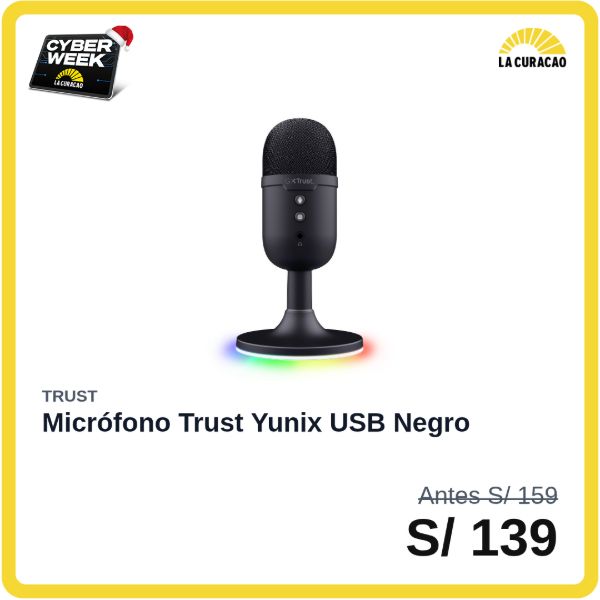 CYBER
WEEK
LA CURACAO
LA CURACAO
Trust
TRUST
Micrófono Trust Yunix USB Negro
Antes S/ 159
S/ 139